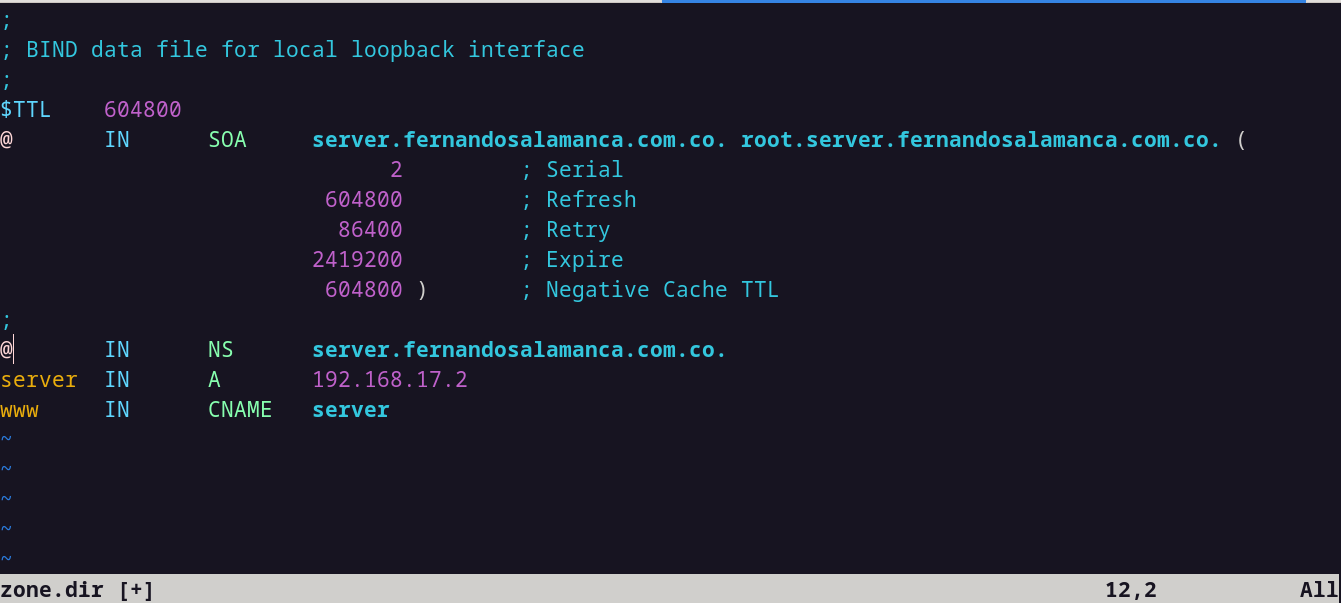 ;
; BIND data file for local loopback interface
;
$TTL    604800
@       IN      SOA     server.fernandosalamanca.com.co. root.server.fernandosalamanca.com.co. (
                              2         ; Serial
                         604800         ; Refresh
                          86400         ; Retry
                        2419200         ; Expire
                         604800 )       ; Negative Cache TTL
;
@       IN      NS      server.fernandosalamanca.com.co.
server  IN      A       192.168.17.2
www     IN      CNAME   server
~
~
~
~
~
zone.dir [+]                                                                         12,2           All